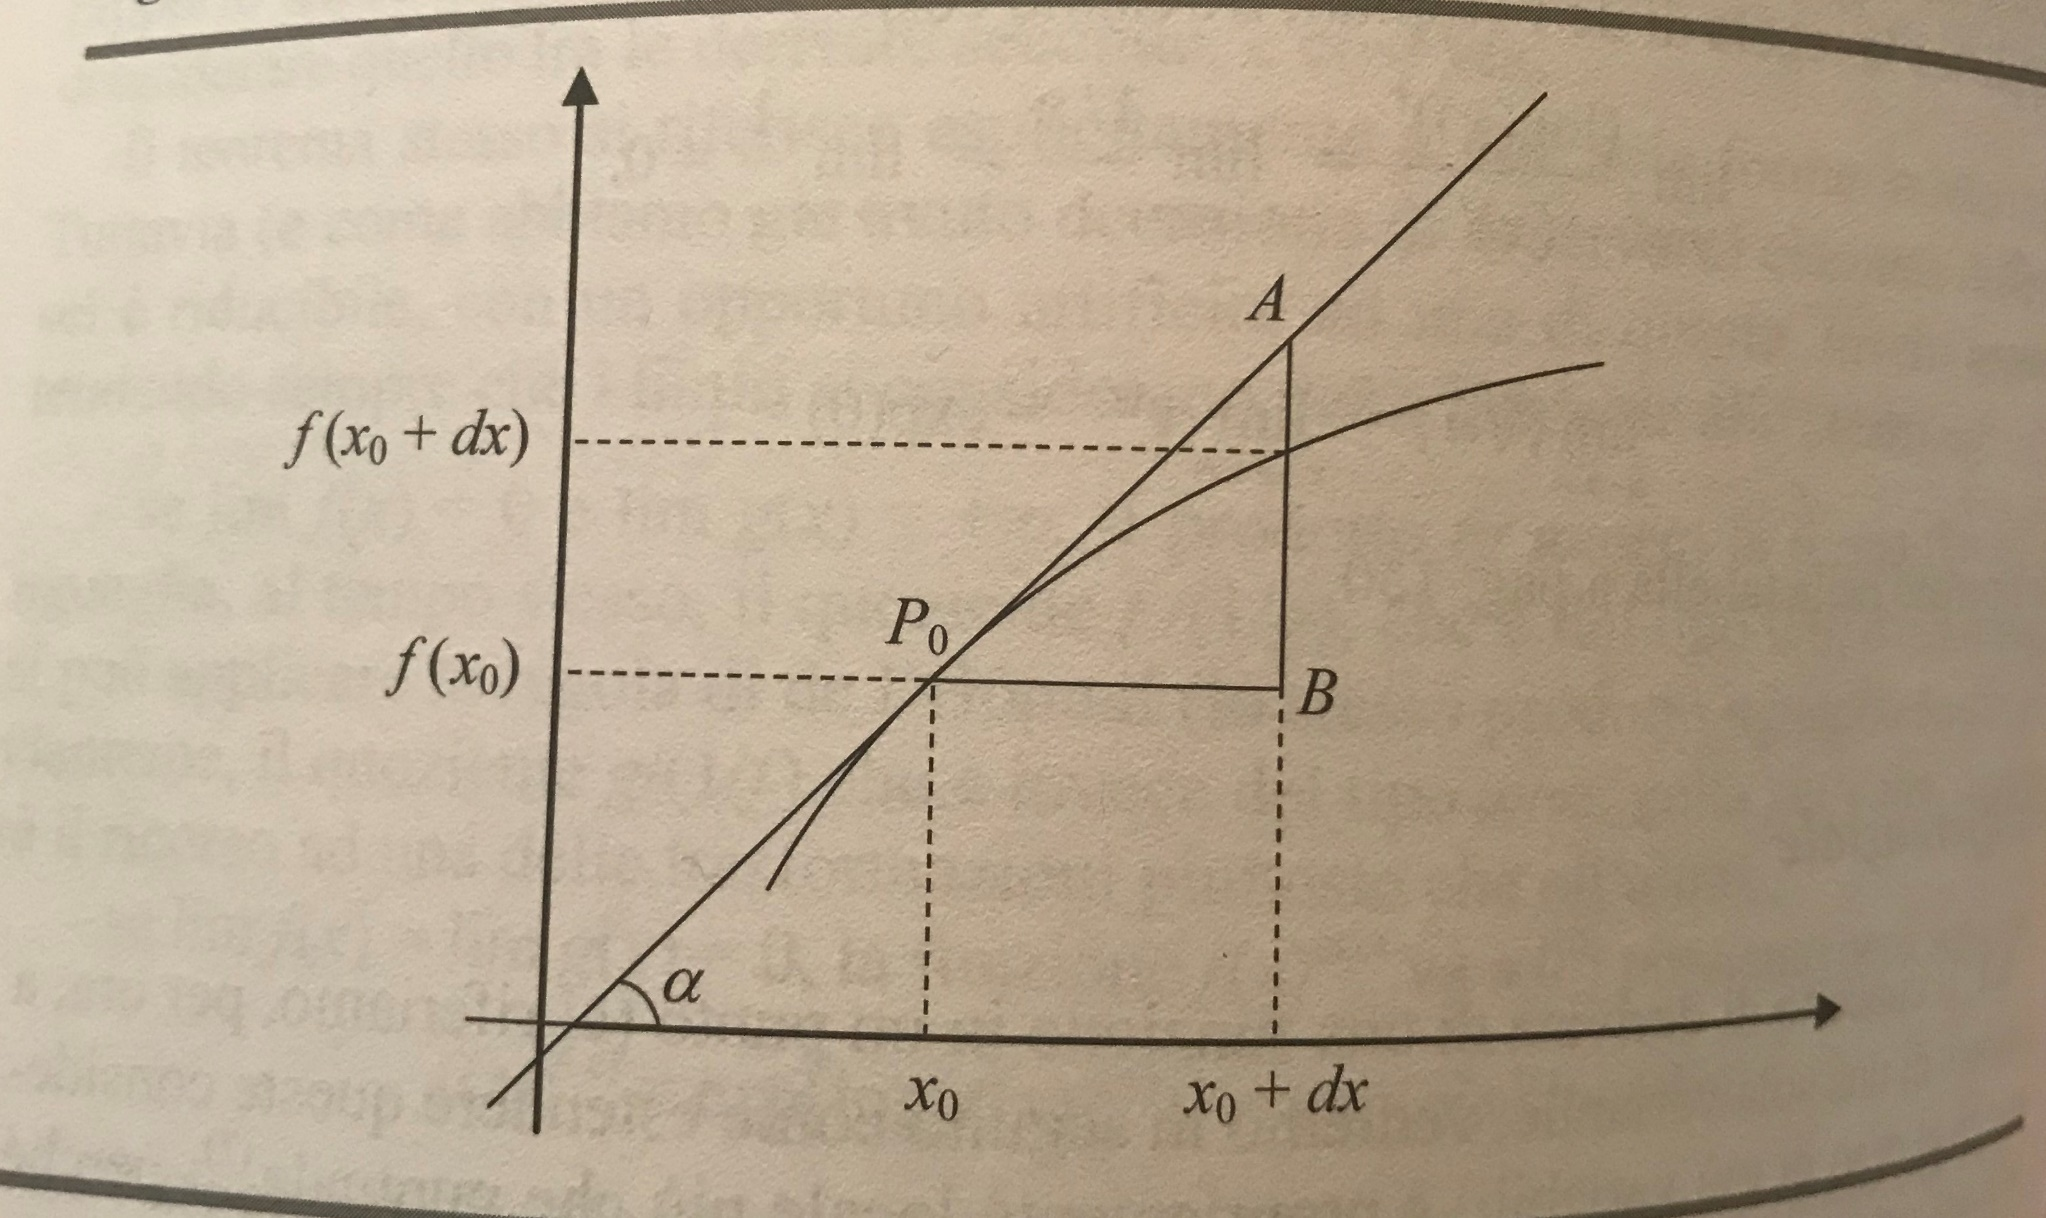 A
f(x₀ + dx)
P₀
f(x₀)
B
α
x₀
x₀ + dx